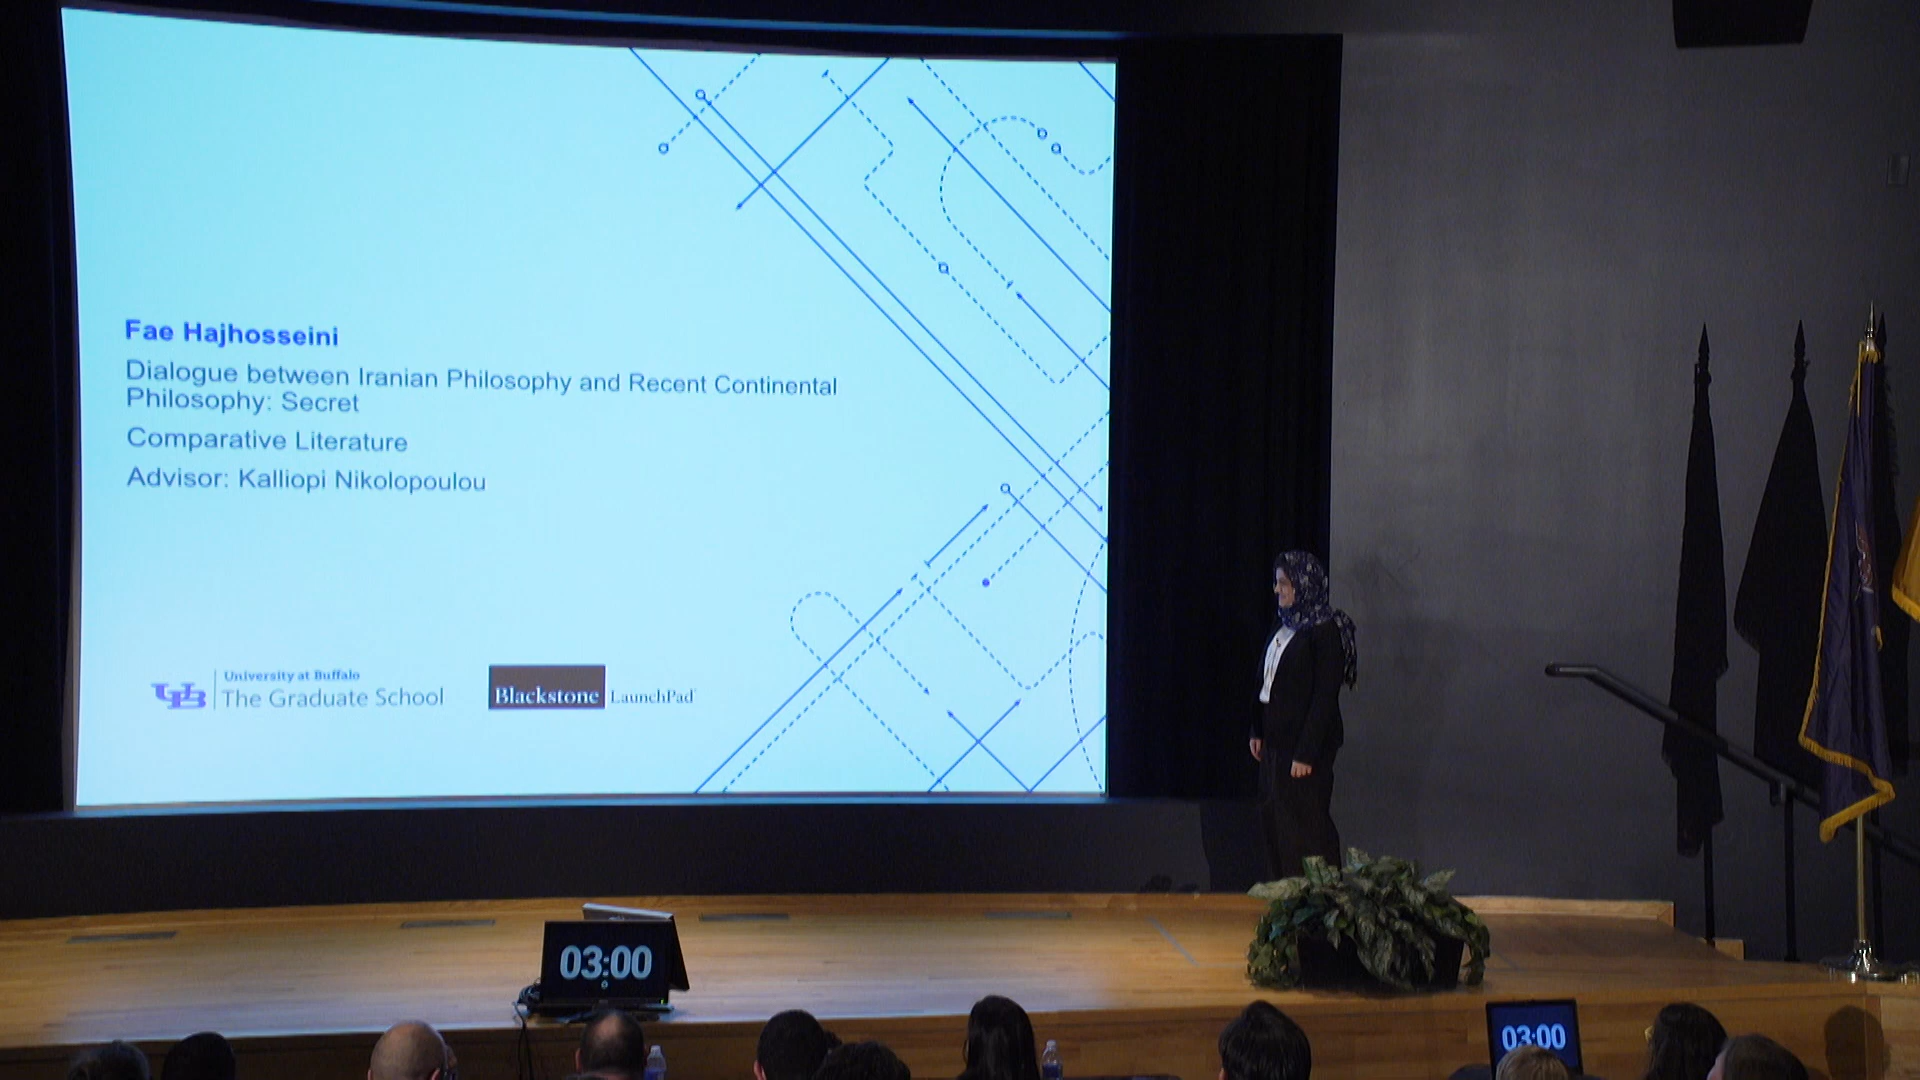 Fae Hajhosseini
Dialogue between Iranian Philosophy and Recent Continental
Philosophy: Secret
Comparative Literature
Advisor: Kalliopi Nikolopoulou
UB
University at Buffalo
The Graduate School
Blackstone LaunchPad
03:00
03:00